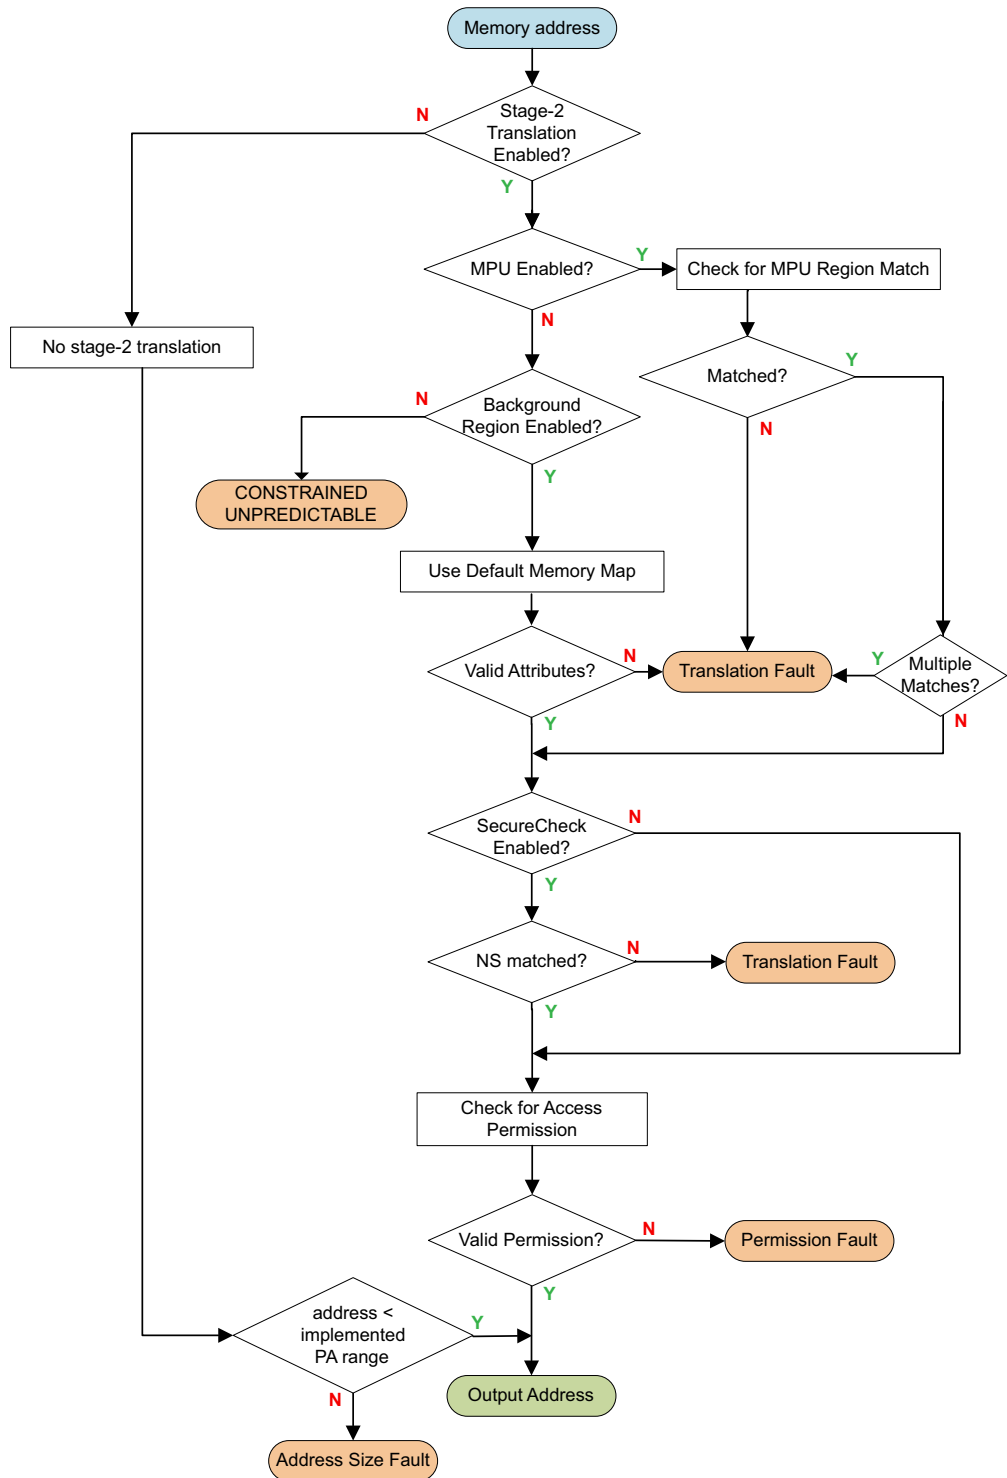 Memory address
N
Stage-2
Translation
Enabled?
Y
MPU Enabled?
Y
Check for MPU Region Match
N
No stage-2 translation
Matched?
Y
N
N
Background
Region Enabled?
Y
CONSTRAINED
UNPREDICTABLE
Use Default Memory Map
Valid Attributes?
N
Translation Fault
Y
Multiple
Matches?
Y
N
SecureCheck
Enabled?
N
Y
NS matched?
N
Translation Fault
Y
Check for Access
Permission
Valid Permission?
N
Permission Fault
Y
address <
implemented
PA range
Y
N
Output Address
Address Size Fault